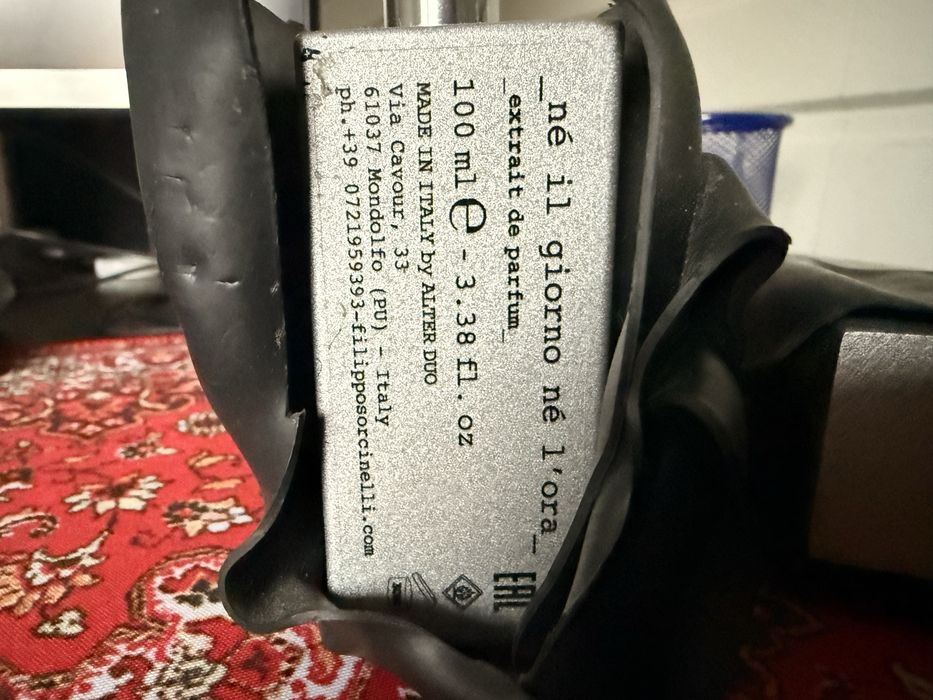 _né il giorno né l'ora_
_extrait de parfum_
100 ml e - 3.38 fl. oz
MADE IN ITALY by ALTER DUO
Via Cavour, 33
61037 Mondolfo (PU) - Italy
ph.+39 0721959393-filipposorcinelli.com
EAC